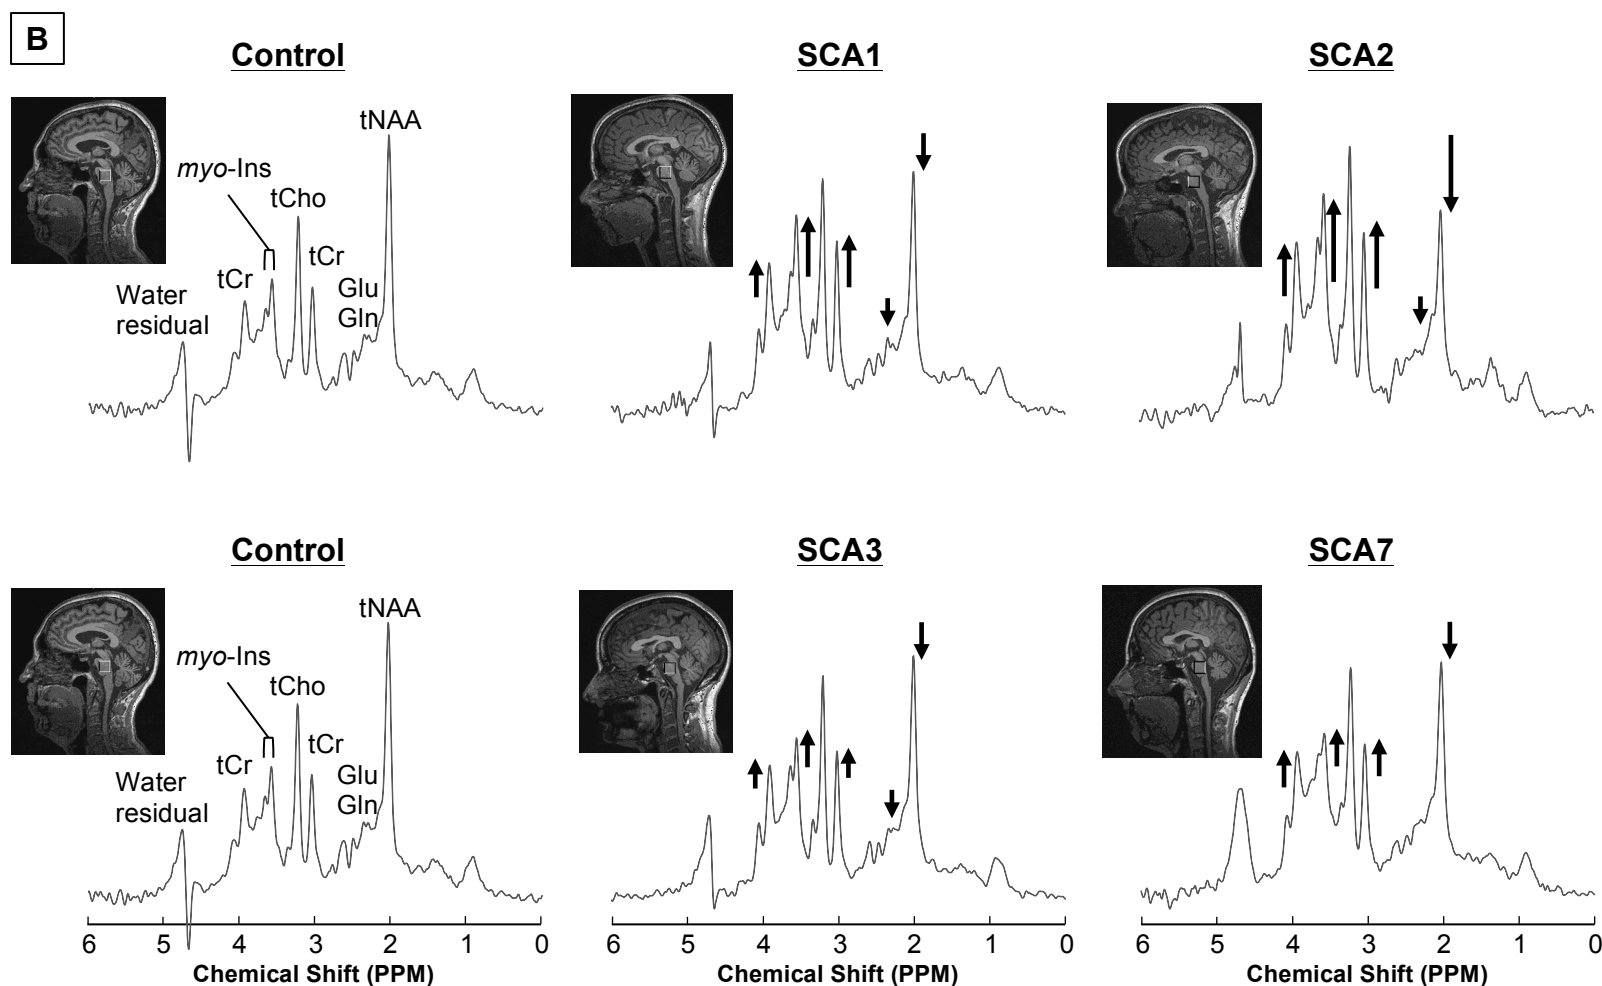 B
Control
SCA1
SCA2
tNAA
myo-Ins
tCho
tCr
tCr
Glu
Gln
Water
residual
Control
SCA3
SCA7
tNAA
myo-Ins
tCho
tCr
tCr
Glu
Gln
Water
residual
6 5 4 3 2 1 0
6 5 4 3 2 1 0
6 5 4 3 2 1 0
Chemical Shift (PPM)
Chemical Shift (PPM)
Chemical Shift (PPM)